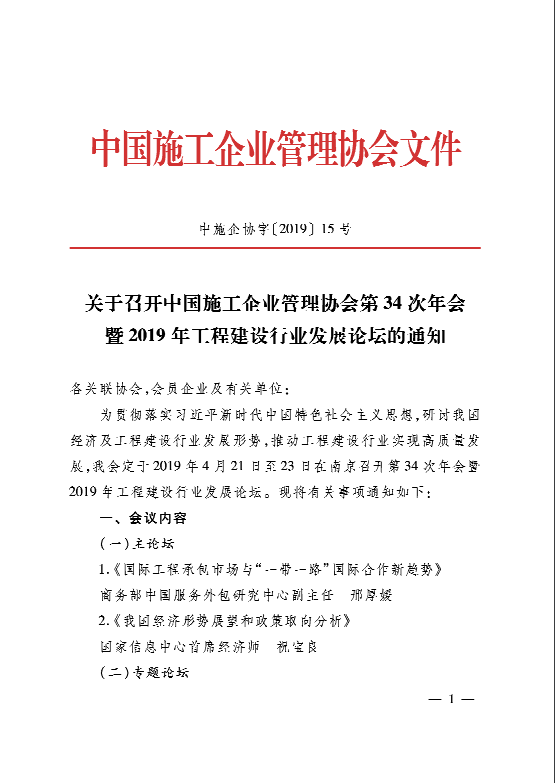 中国施工企业管理协会文件
中施企协字〔2019〕15号
关于召开中国施工企业管理协会第34次年会
暨2019年工程建设行业发展论坛的通知
各关联协会,会员企业及有关单位:
为贯彻落实习近平新时代中国特色社会主义思想,研讨我国
经济及工程建设行业发展形势,推动工程建设行业实现高质量发
展,我会定于2019年4月21日至23日在南京召开第34次年会暨
2019年工程建设行业发展论坛。现将有关事项通知如下:
一、会议内容
(一)主论坛
1.《国际工程承包市场与“一带一路”国际合作新趋势》
商务部中国服务外包研究中心副主任 邢厚媛
2.《我国经济形势展望和政策取向分析》
国家信息中心首席经济师 祝宝良
(二)专题论坛
— 1 —